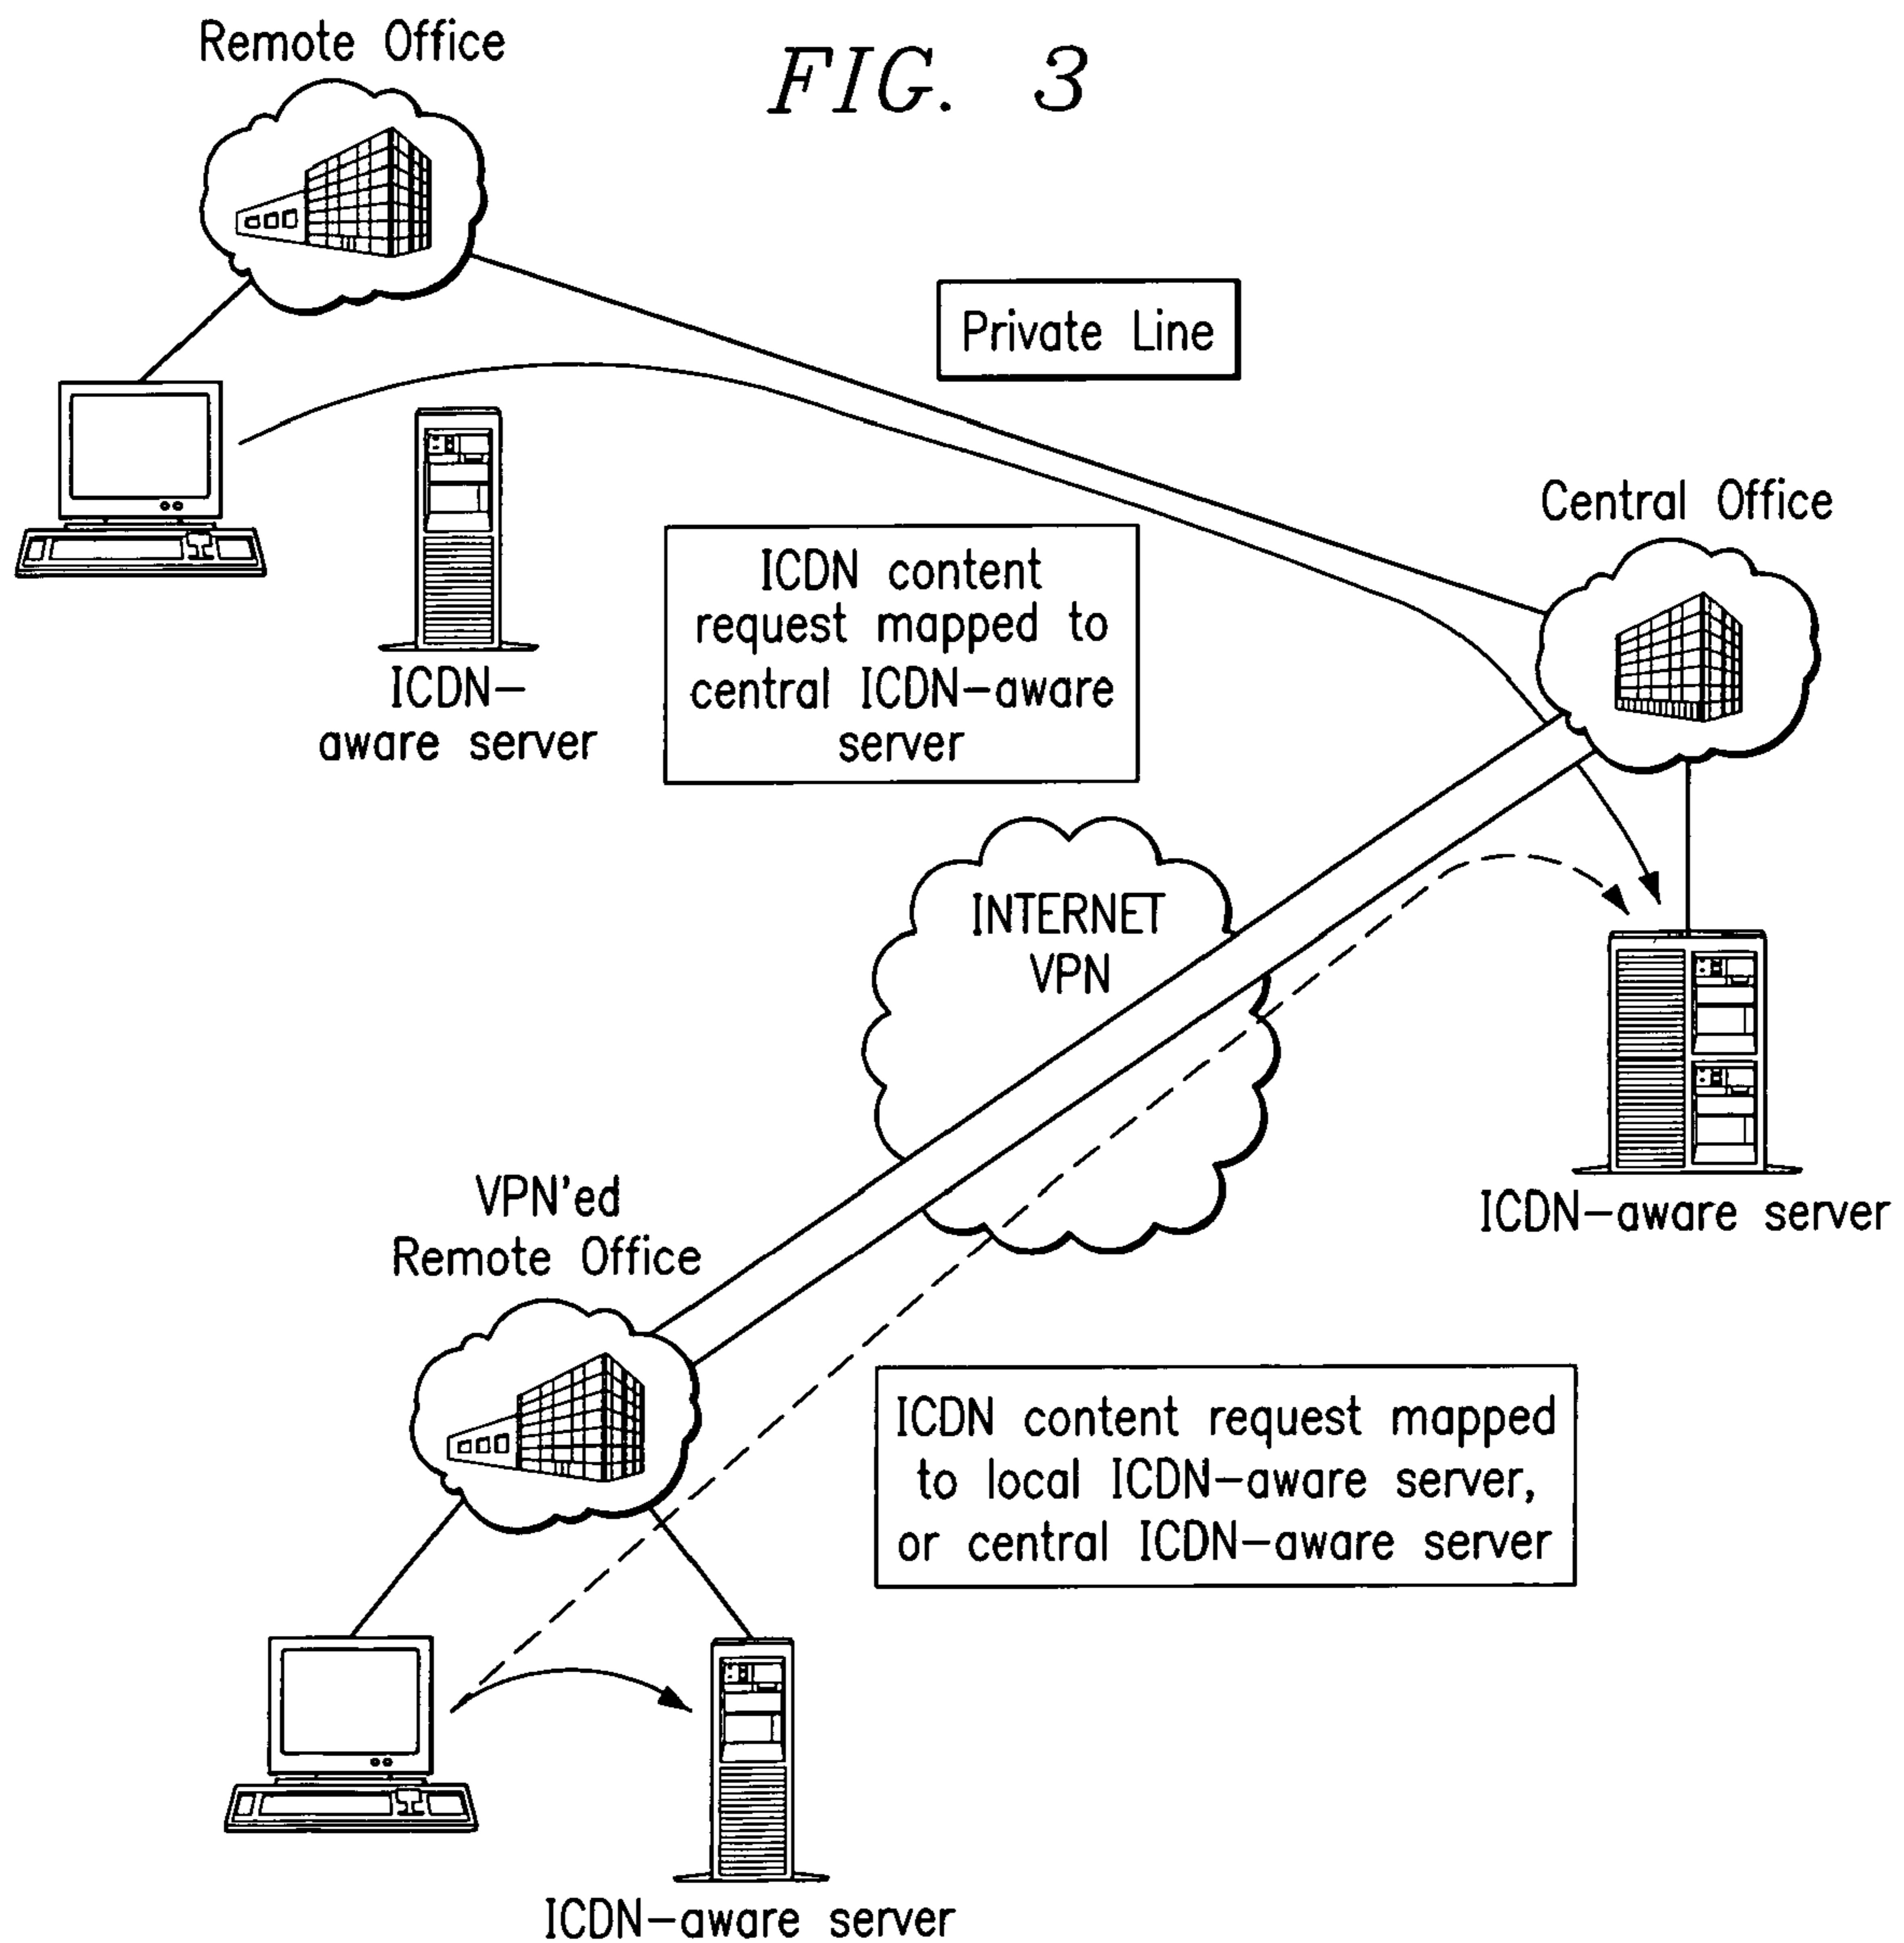 Remote Office
FIG. 3
Private Line
Central Office
ICDN content
request mapped to
central ICDN-aware
server
ICDN-
aware server
INTERNET
VPN
ICDN-aware server
VPN'ed
Remote Office
ICDN content request mapped
to local ICDN-aware server,
or central ICDN-aware server
ICDN-aware server